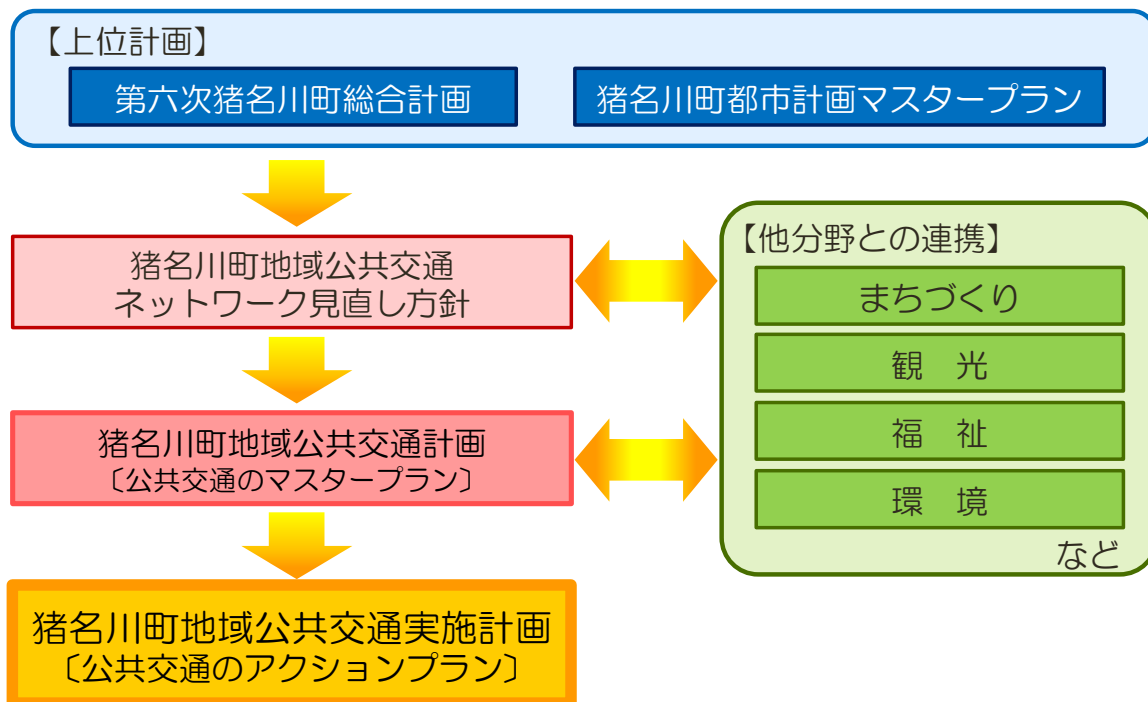 【上位計画】
第六次猪名川町総合計画
猪名川町都市計画マスタープラン
猪名川町地域公共交通
ネットワーク見直し方針
【他分野との連携】
まちづくり
観　光
福　祉
環　境
など
猪名川町地域公共交通計画
〔公共交通のマスタープラン〕
猪名川町地域公共交通実施計画
〔公共交通のアクションプラン〕